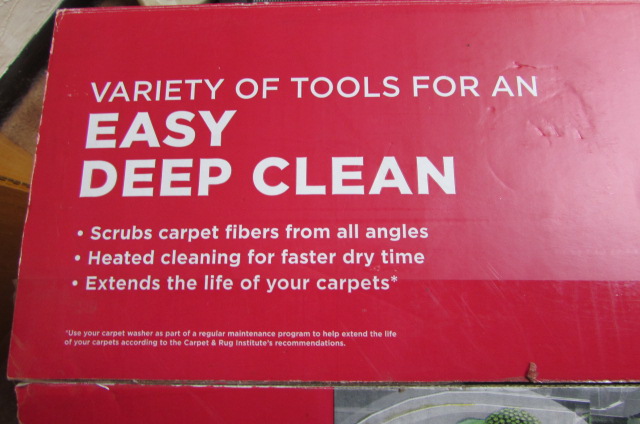 VARIETY OF TOOLS FOR AN
EASY
DEEP CLEAN
• Scrubs carpet fibers from all angles
• Heated cleaning for faster dry time
• Extends the life of your carpets*
*Use your carpet washer as part of a regular maintenance program to help extend the life
of your carpets according to the Carpet & Rug Institute's recommendations.